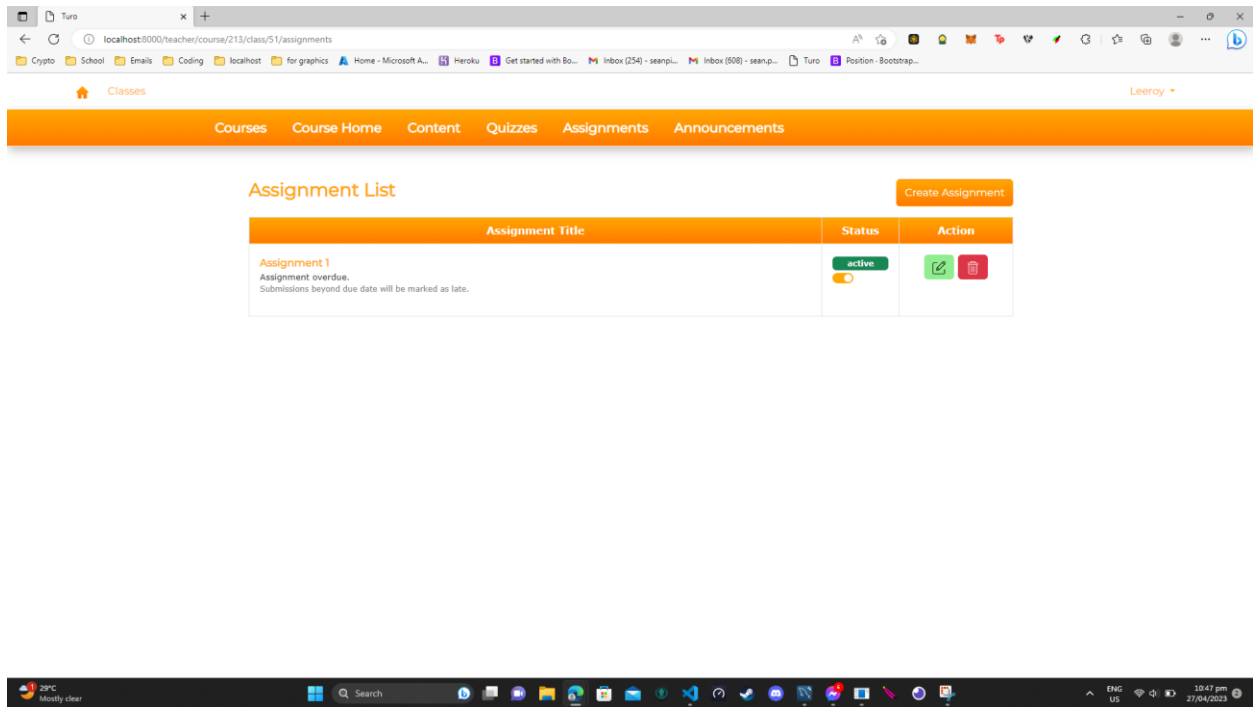 Turo
localhost:8000/teacher/course/213/class/51/assignments
Crypto School Emails Coding localhost for graphics Home - Microsoft A... Heroku Get started with Bo... Inbox (254) - seanpi... Inbox (608) - sean.p... Turo Position · Bootstrap...
Classes Leeroy
Courses Course Home Content Quizzes Assignments Announcements
Assignment List Create Assignment
Assignment Title Status Action
Assignment 1 active
Assignment overdue.
Submissions beyond due date will be marked as late.
29°C
Mostly clear
Search
ENG
US
10:47 pm
27/04/2023